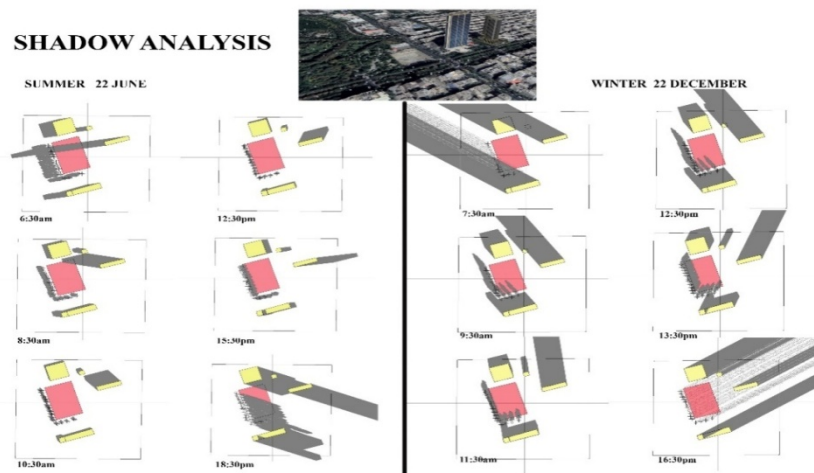 SHADOW ANALYSIS
SUMMER 22 JUNE
WINTER 22 DECEMBER
6:30am
12:30pm
8:30am
15:30pm
10:30am
18:30pm
7:30am
12:30pm
9:30am
13:30pm
11:30am
16:30pm